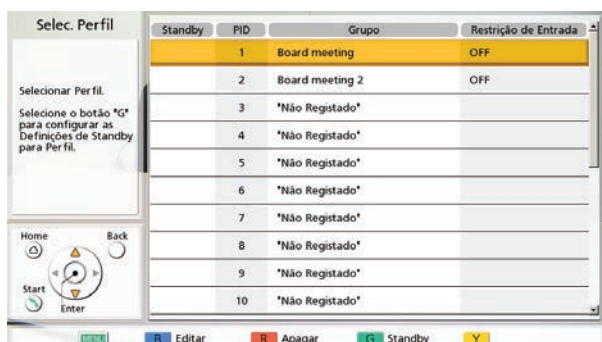 Selec. Perfil
Selecionar Perfil.
Selecione o botão "G"
para configurar as
Definições de Standby
para Perfil.
Home Back
Start
Enter
Standby PID Grupo Restrição de Entrada
1 Board meeting OFF
2 Board meeting 2 OFF
3 "Não Registado"
4 "Não Registado"
5 "Não Registado"
6 "Não Registado"
7 "Não Registado"
8 "Não Registado"
9 "Não Registado"
10 "Não Registado"
MENU B Editar R Apagar G Standby Y